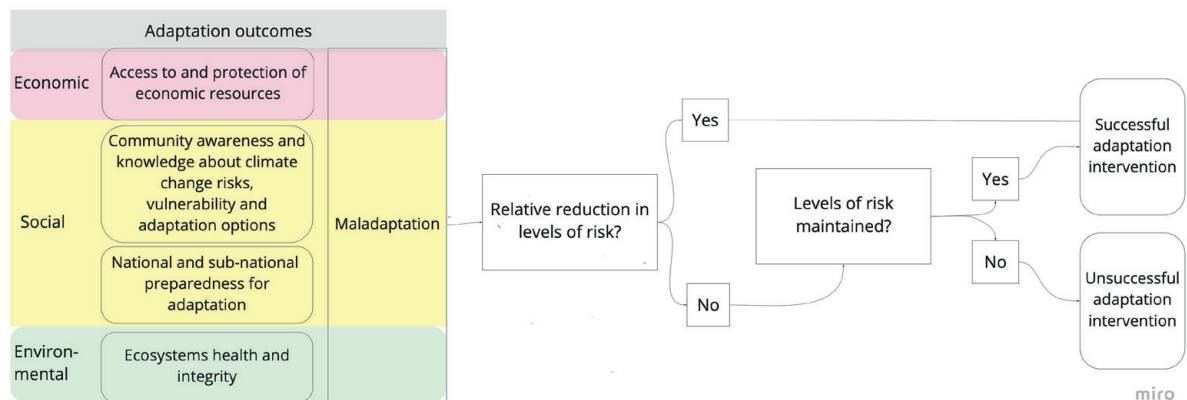 Adaptation outcomes
Economic
Access to and protection of
economic resources
Social
Community awareness and
knowledge about climate
change risks,
vulnerability and
adaptation options
National and sub-national
preparedness for
adaptation
Environ-
mental
Ecosystems health and
integrity
Maladaptation
Relative reduction in
levels of risk?
Yes
No
Levels of risk
maintained?
Yes
No
Successful
adaptation
intervention
Unsuccessful
adaptation
intervention
miro